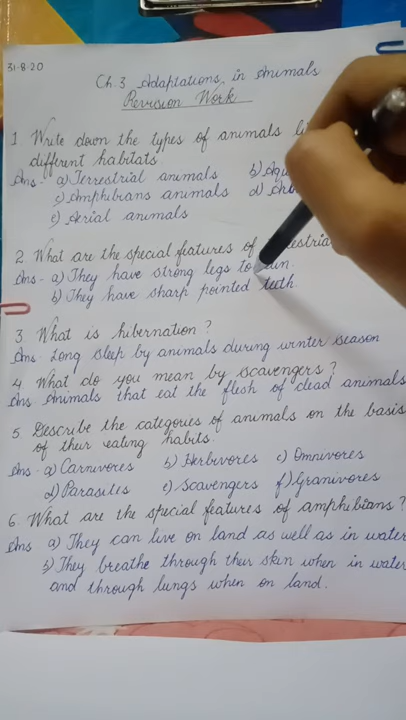 31-8-20
Ch. 3 Adaptations in Animals
Revision Work
1. Write down the types of animals
different habitats.
Ans- a) Terrestrial animals b)
c) Amphibians animals d)
e) Aerial animals
2. What are the special features of
Ans- a) They have strong legs to run.
b) They have sharp pointed teeth.
3. What is hibernation?
Ans- Long sleep by animals during winter season
4. What do you mean by scavengers?
Ans Animals that eat the flesh of dead animals
5 Describe the categories of animals on the basis
of their eating habits.
Ans- a) Carnivores b) Herbivores c) Omnivores
d) Parasites e) Scavengers f) Granivores
6. What are the special features of amphibians?
Ans a) They can live on land as well as in water
b) They breathe through their skin when in water
and through lungs when on land.